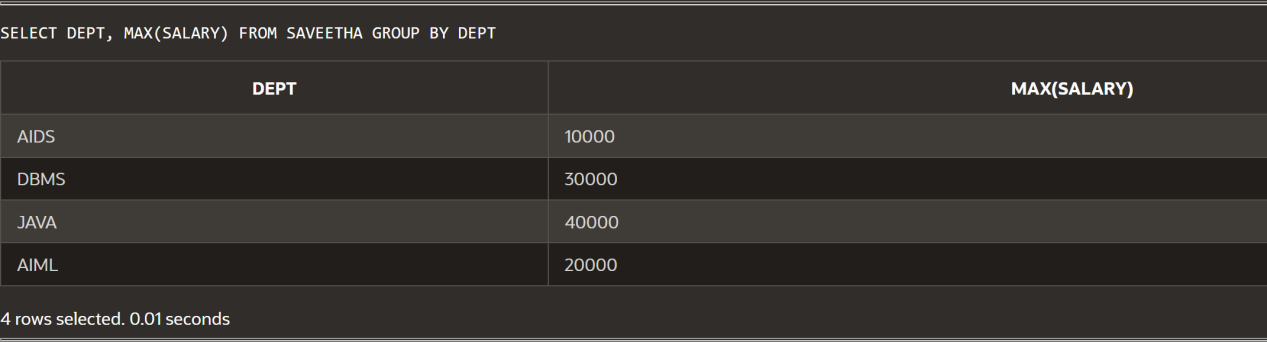 SELECT DEPT, MAX(SALARY) FROM SAVEETHA GROUP BY DEPT
DEPT MAX(SALARY)
AIDS 10000
DBMS 30000
JAVA 40000
AIML 20000
4 rows selected. 0.01 seconds